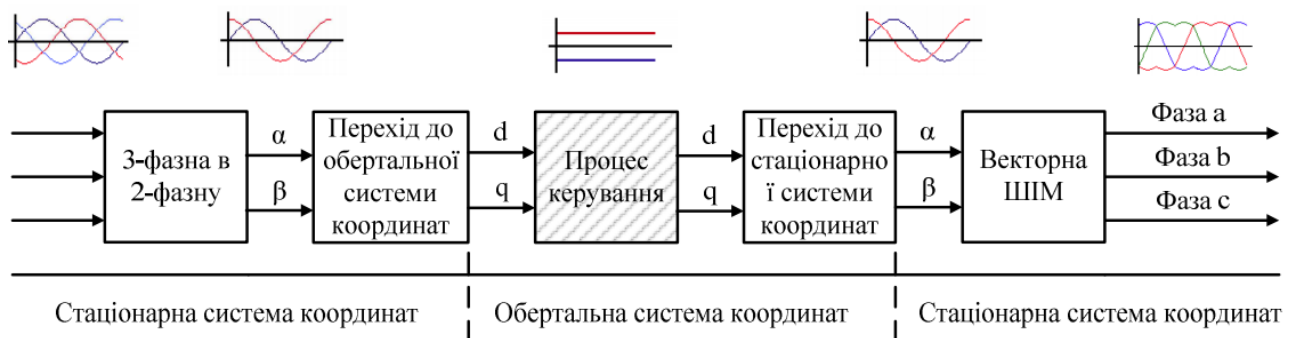 3-фазна в
2-фазну
α
β
Перехід до
обертальної
системи
координат
d
q
Процес
керування
d
q
Перехід до
стаціонарно
ї системи
координат
α
β
Векторна
ШІМ
Фаза a
Фаза b
Фаза c
Стаціонарна система координат
Обертальна система координат
Стаціонарна система координат